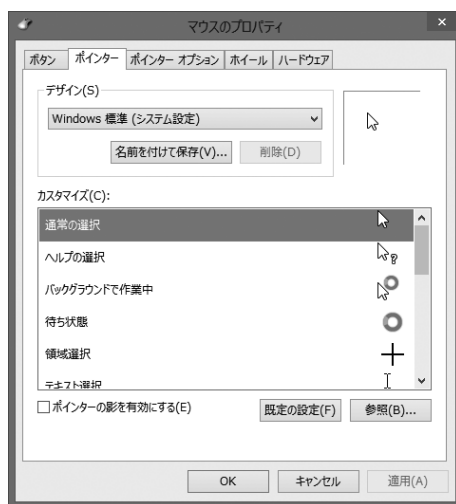 マウスのプロパティ
ボタン ポインター ポインター オプション ホイール ハードウェア
デザイン(S)
Windows 標準 (システム設定)
名前を付けて保存(V)... 削除(D)
カスタマイズ(C):
通常の選択
ヘルプの選択
バックグラウンドで作業中
待ち状態
領域選択
テキスト選択
ポインターの影を有効にする(E) 既定の設定(F) 参照(B)...
OK キャンセル 適用(A)